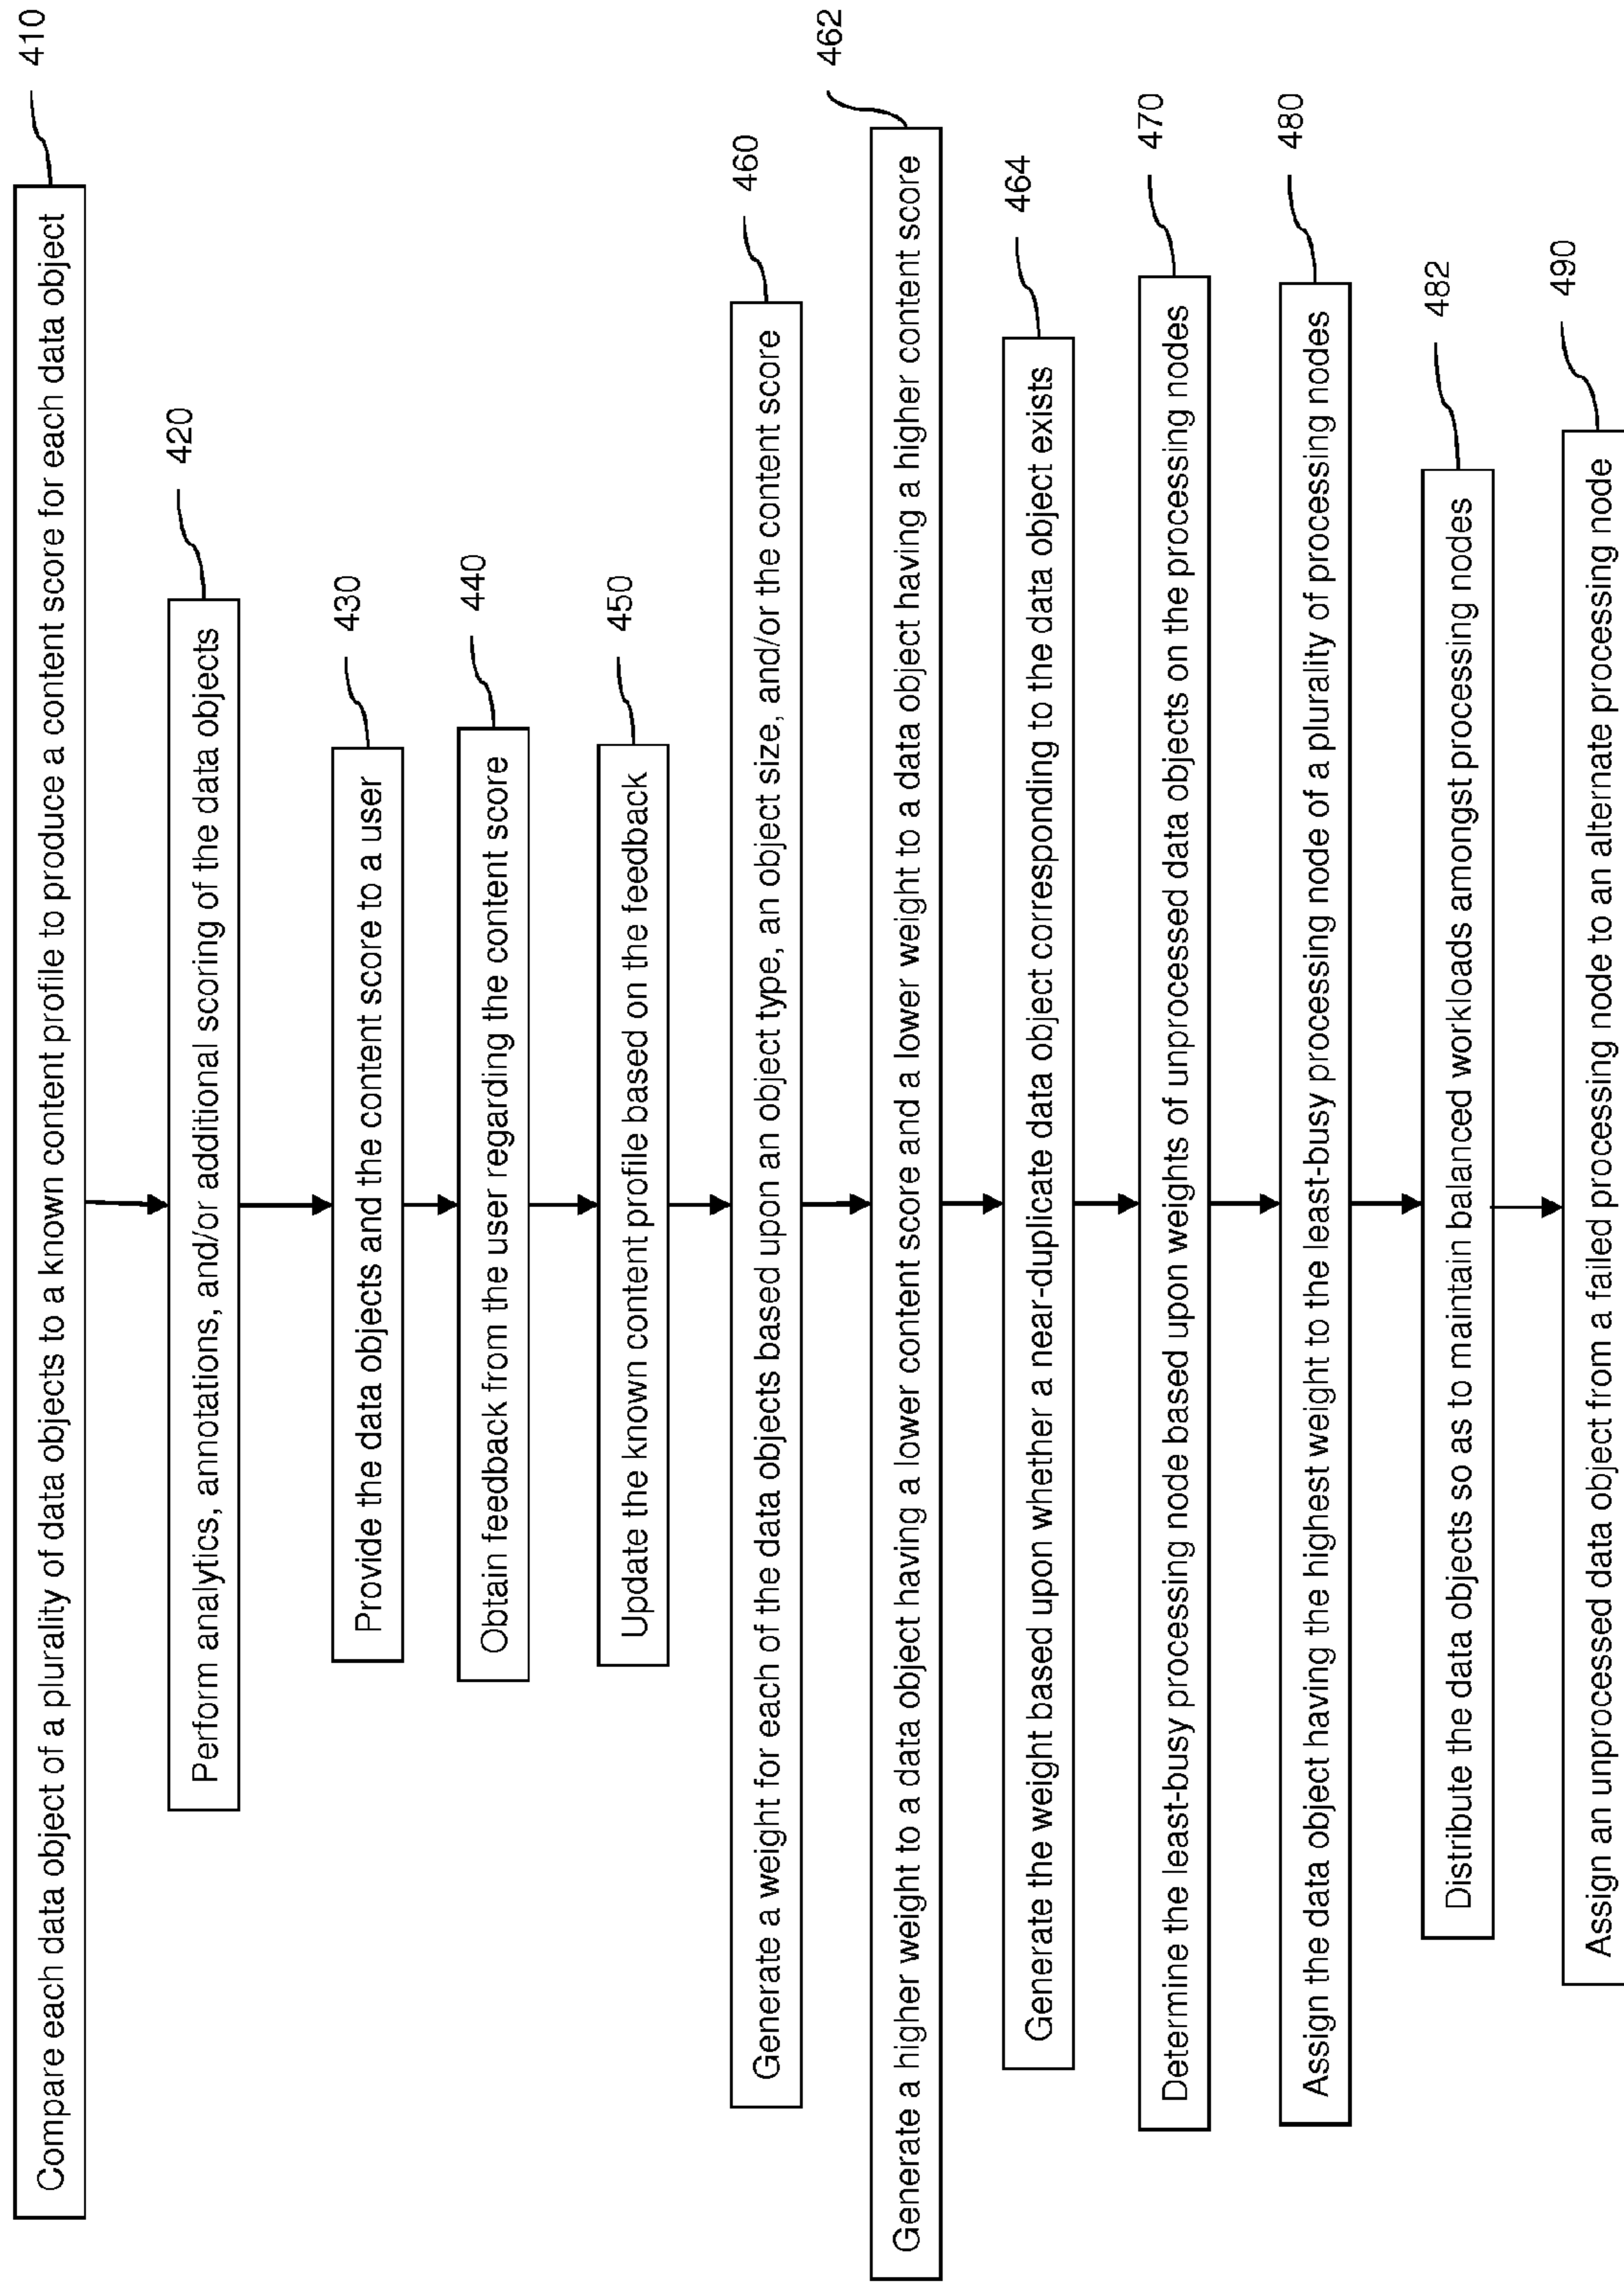 Compare each data object of a plurality of data objects to a known content profile to produce a content score for each data object
410
Perform analytics, annotations, and/or additional scoring of the data objects
420
Provide the data objects and the content score to a user
430
Obtain feedback from the user regarding the content score
440
Update the known content profile based on the feedback
450
Generate a weight for each of the data objects based upon an object type, an object size, and/or the content score
460
Generate a higher weight to a data object having a lower content score and a lower weight to a data object having a higher content score
462
Generate the weight based upon whether a near-duplicate data object corresponding to the data object exists
464
Determine the least-busy processing node based upon weights of unprocessed data objects on the processing nodes
470
Assign the data object having the highest weight to the least-busy processing node of a plurality of processing nodes
480
Distribute the data objects so as to maintain balanced workloads amongst processing nodes
482
Assign an unprocessed data object from a failed processing node to an alternate processing node
490